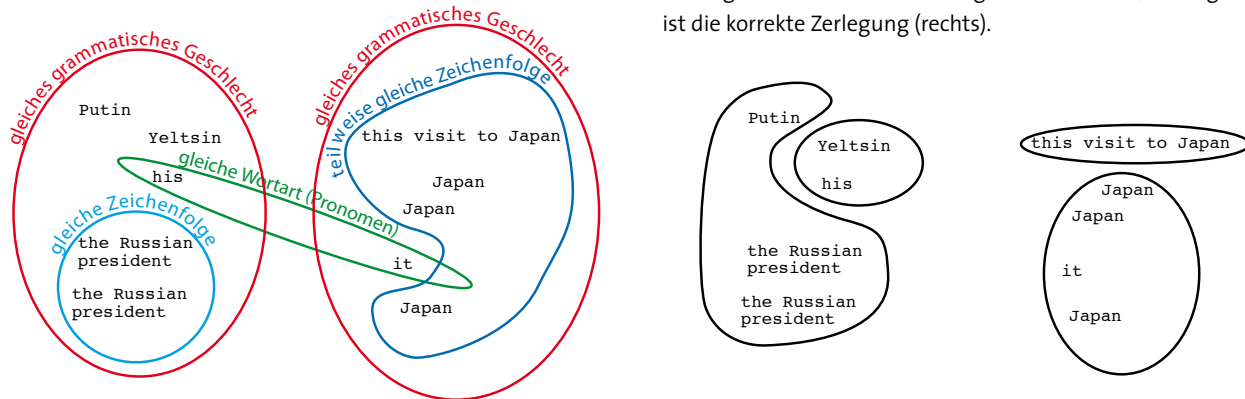 ist die korrekte Zerlegung (rechts).
gleiches grammatisches Geschlecht
Putin
Yeltsin
his
gleiche Zeichenfolge
the Russian
president
the Russian
president
gleiche Wortart (Pronomen)
gleiches grammatisches Geschlecht
teilweise gleiche Zeichenfolge
this visit to Japan
Japan
Japan
it
Japan
Putin
Yeltsin
his
the Russian
president
the Russian
president
this visit to Japan
Japan
Japan
it
Japan